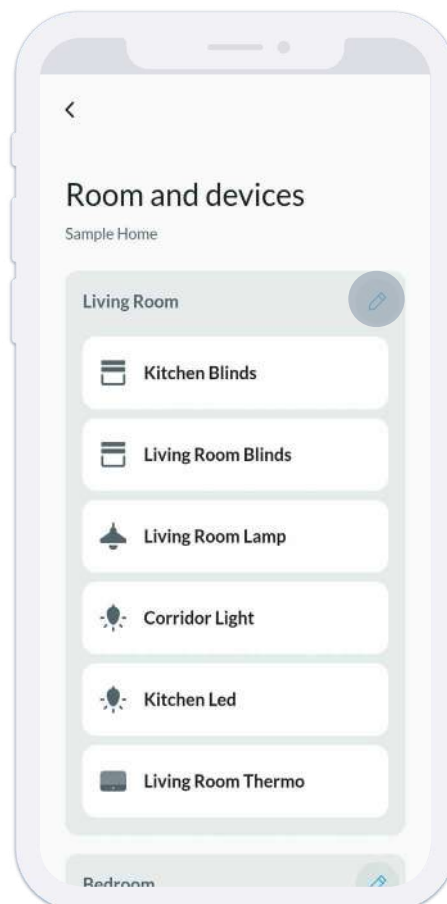 Room and devices
Sample Home
Living Room
Kitchen Blinds
Living Room Blinds
Living Room Lamp
Corridor Light
Kitchen Led
Living Room Thermo
Bedroom